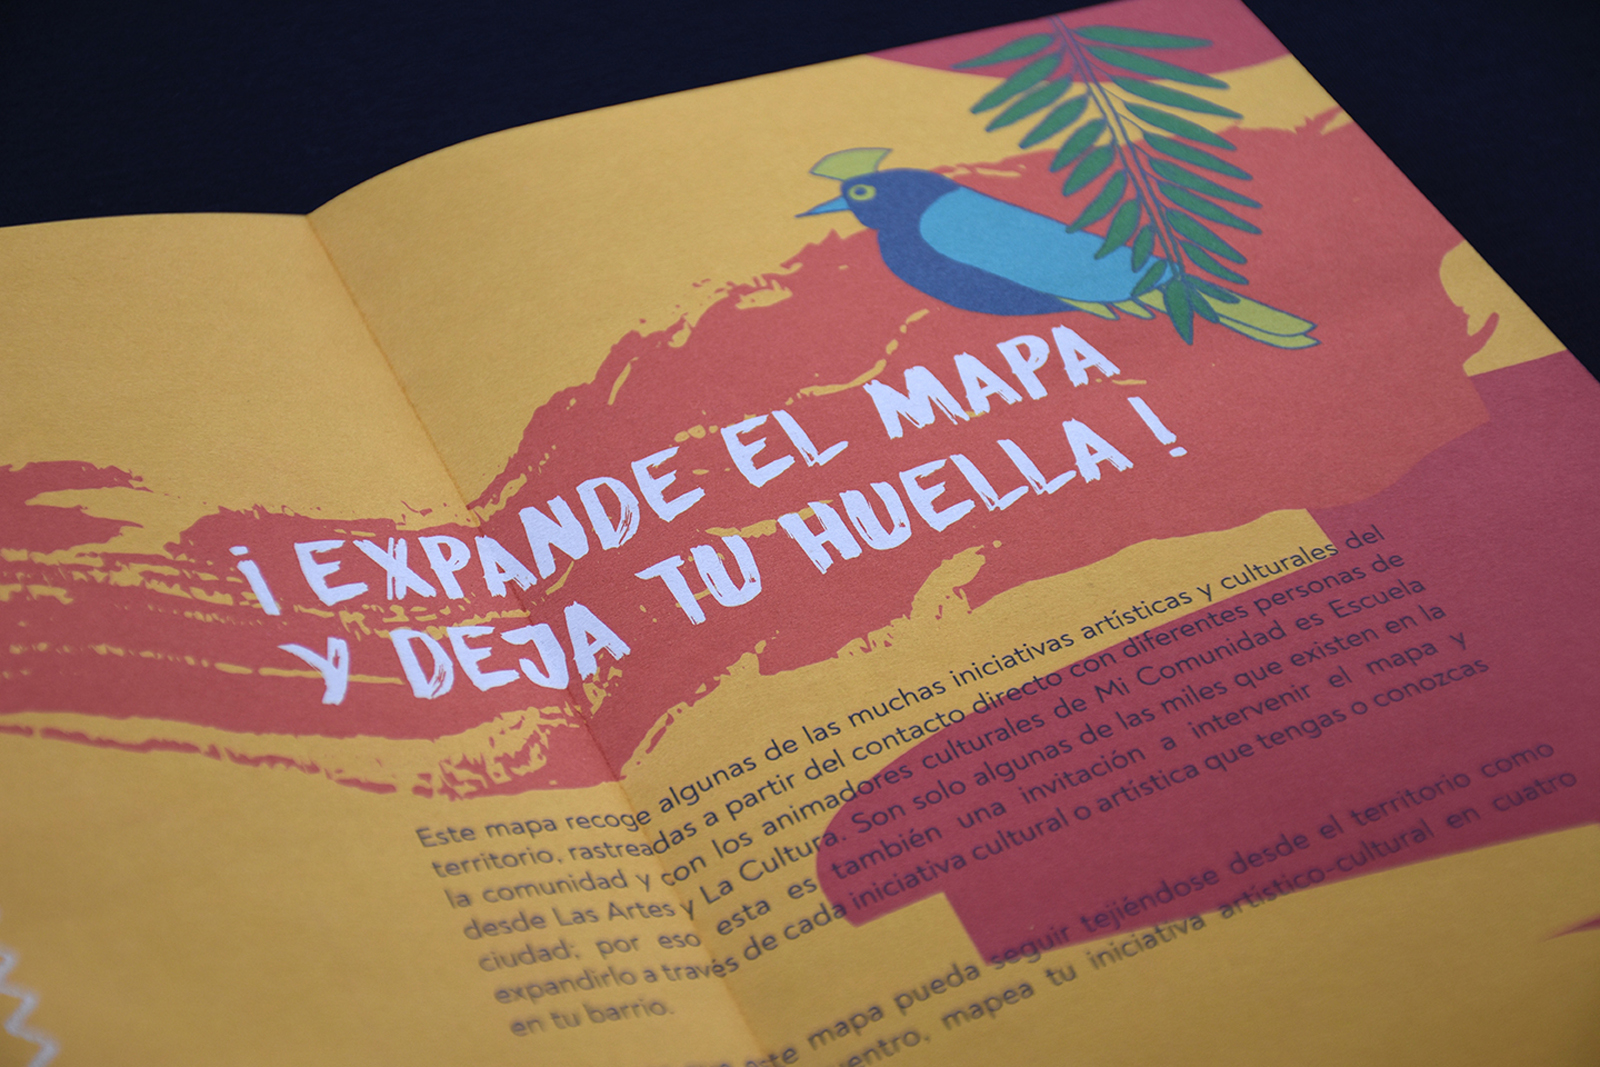 ¡ EXPANDE EL MAPA
Y DEJA TU HUELLA !
Este mapa recoge algunas de las muchas iniciativas artísticas y culturales del
territorio, rastreadas a partir del contacto directo con diferentes personas de
la comunidad y con los animadores culturales de Mi Comunidad es Escuela
desde Las Artes y La Cultura. Son solo algunas de las miles que existen en la
ciudad; por eso esta es también una invitación a intervenir el mapa y
expandirlo a través de cada iniciativa cultural o artística que tengas o conozcas
en tu barrio.
este mapa pueda seguir tejiéndose desde el territorio como
mapea tu iniciativa artístico-cultural en cuatro